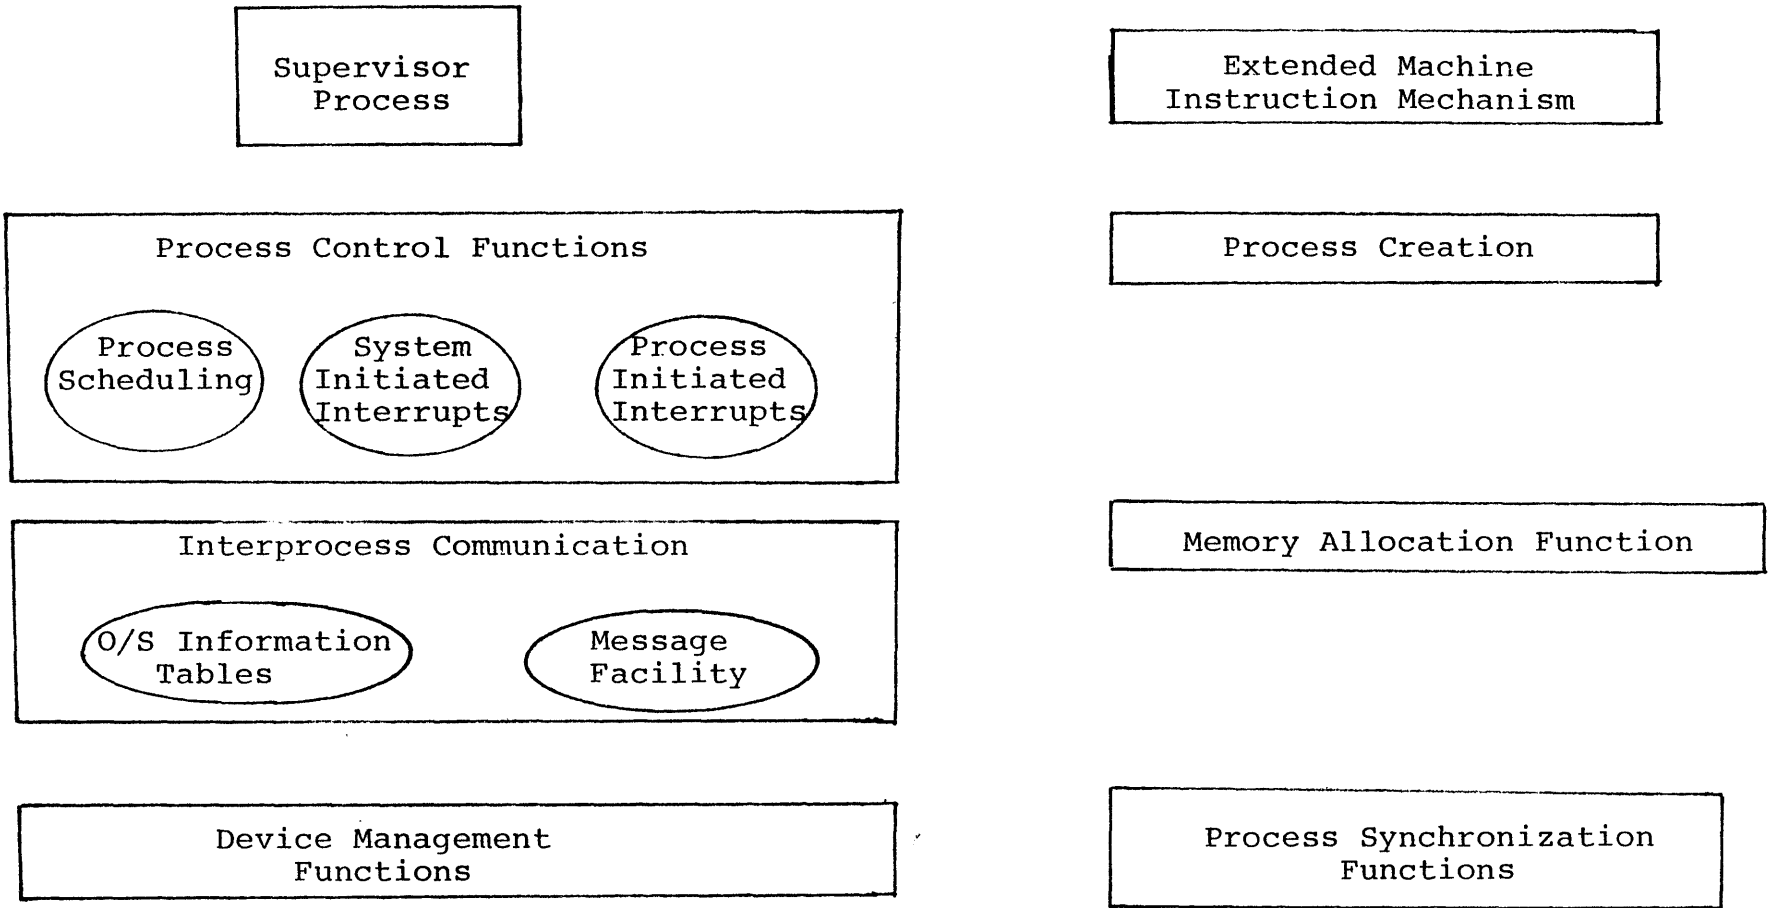 Supervisor
Process
Extended Machine
Instruction Mechanism
Process Control Functions
Process
Scheduling
System
Initiated
Interrupts
Process
Initiated
Interrupts
Process Creation
Interprocess Communication
O/S Information
Tables
Message
Facility
Memory Allocation Function
Device Management
Functions
Process Synchronization
Functions